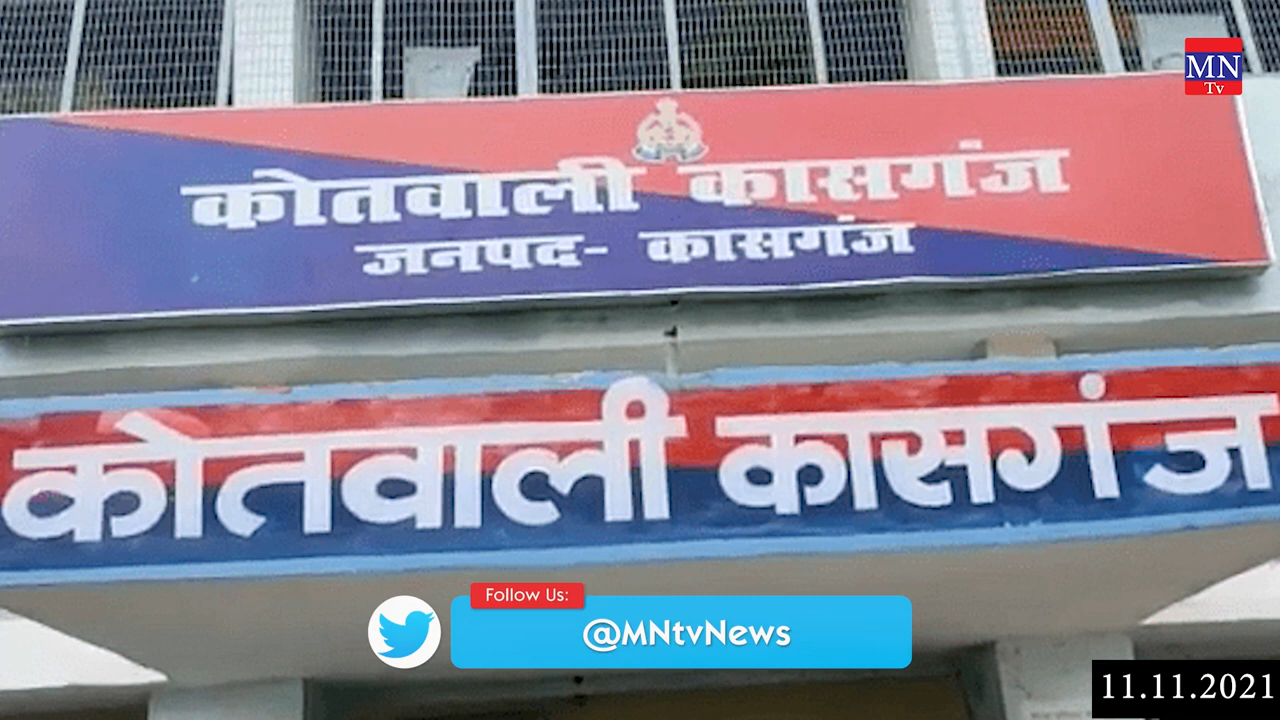 MN
Tv
कोतवाली कासगंज
जनपद- कासगंज
कोतवाली कासगंज
Follow Us:
@MNtvNews
11.11.2021